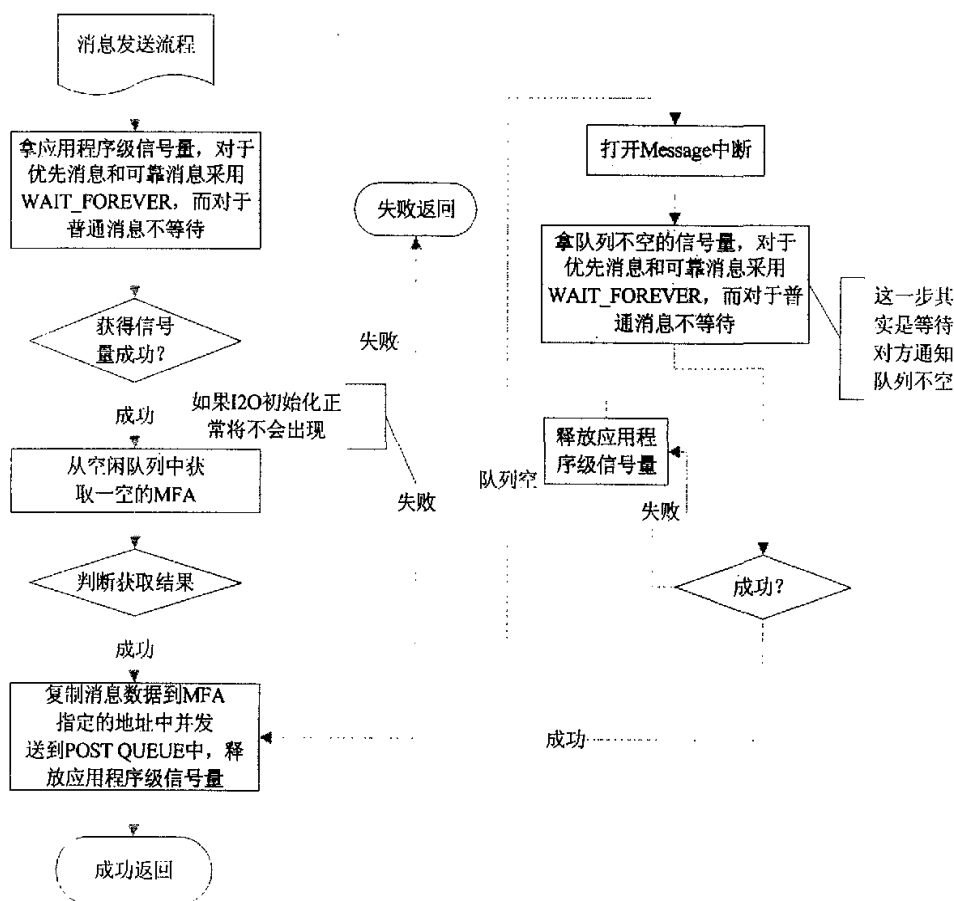 消息发送流程
拿应用程序级信号量，对于
优先消息和可靠消息采用
WAIT_FOREVER，而对于
普通消息不等待
获得信号
量成功？
成功
从空闲队列中获
取一空的MFA
判断获取结果
成功
复制消息数据到MFA
指定的地址中并发
送到POST QUEUE中，释
放应用程序级信号量
成功返回
失败返回
失败
如果I2O初始化正
常将不会出现
失败
打开Message中断
拿队列不空的信号量，对于
优先消息和可靠消息采用
WAIT_FOREVER，而对于普
通消息不等待
这一步其
实是等待
对方通知
队列不空
释放应用程
序级信号量
队列空
失败
成功？
成功